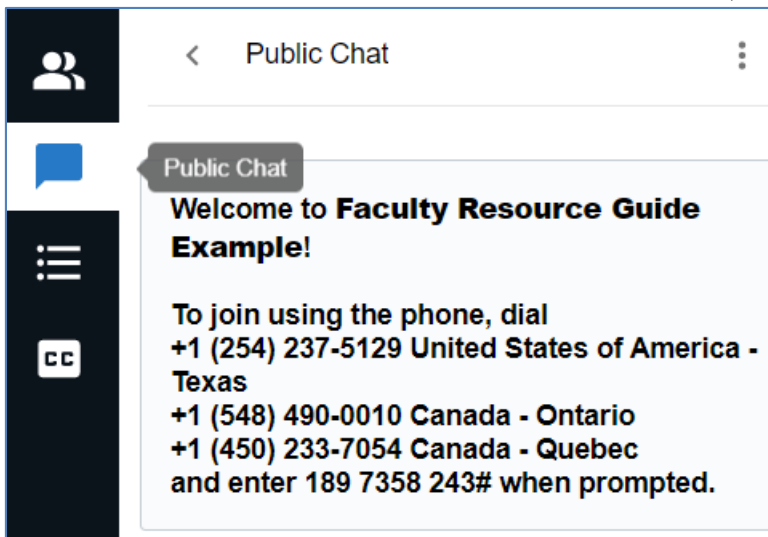 Public Chat
Public Chat
Welcome to Faculty Resource Guide
Example!
To join using the phone, dial
+1 (254) 237-5129 United States of America -
Texas
+1 (548) 490-0010 Canada - Ontario
+1 (450) 233-7054 Canada - Quebec
and enter 189 7358 243# when prompted.
CC